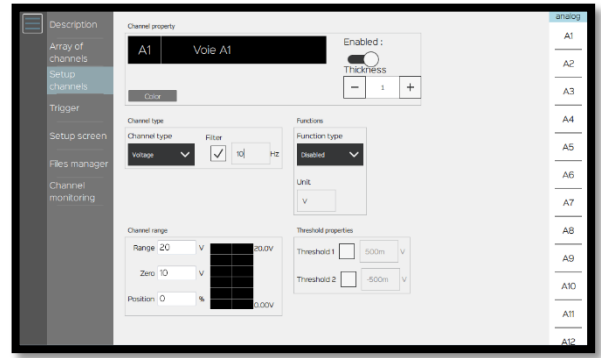 Description
Array of
channels
Setup
channels
Trigger
Setup screen
Files manager
Channel
monitoring
Channel property
A1 Voie A1
Enabled :
Thickness
- 1 +
Color
Channel type
Channel type Filter
Voltage 10 Hz
Functions
Function type
Disabled
Unit
V
Channel range
Range 20 V 20.0V
Zero 10 V
Position 0 % 0.00V
Threshold properties
Threshold 1 500m V
Threshold 2 -500m V
analog
A1
A2
A3
A4
A5
A6
A7
A8
A9
A10
A11
A12